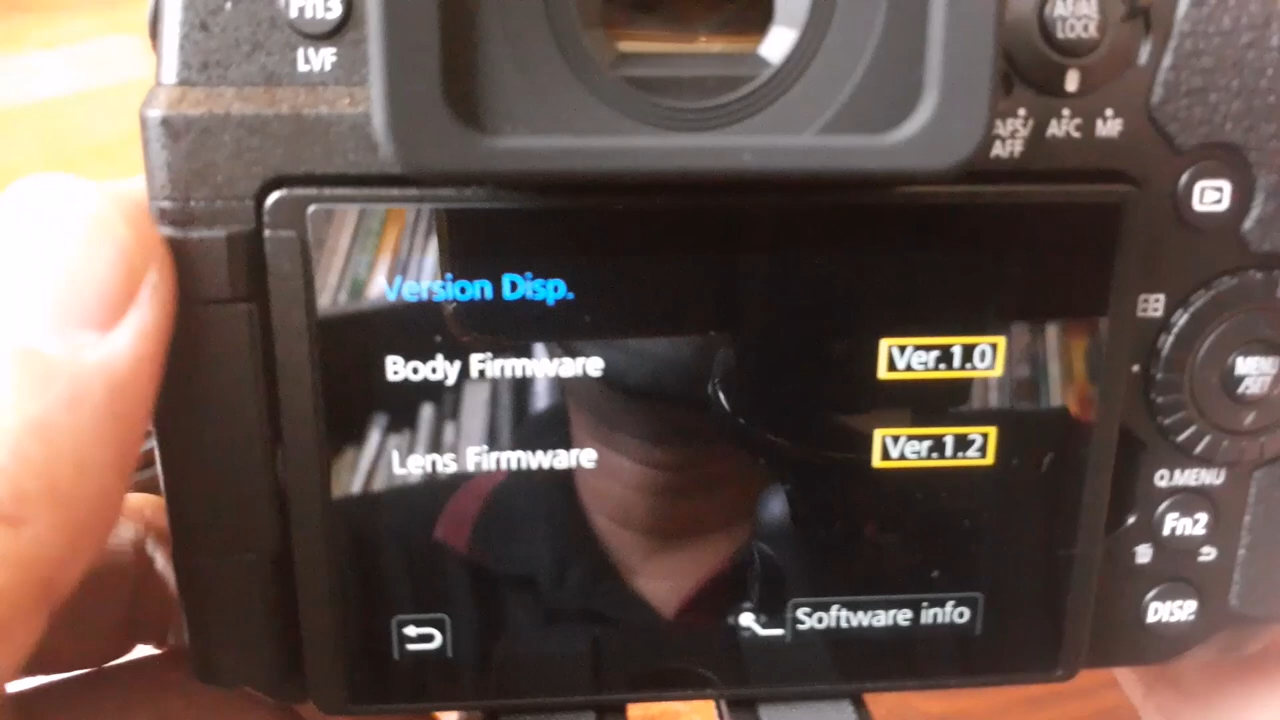 Fn3
LVF
AF/AE
LOCK
AFS/
AFF
AFC
MF
Version Disp.
Body Firmware Ver.1.0
Lens Firmware Ver.1.2
MENU
/SET
Q.MENU
Fn2
Software info
DISP.